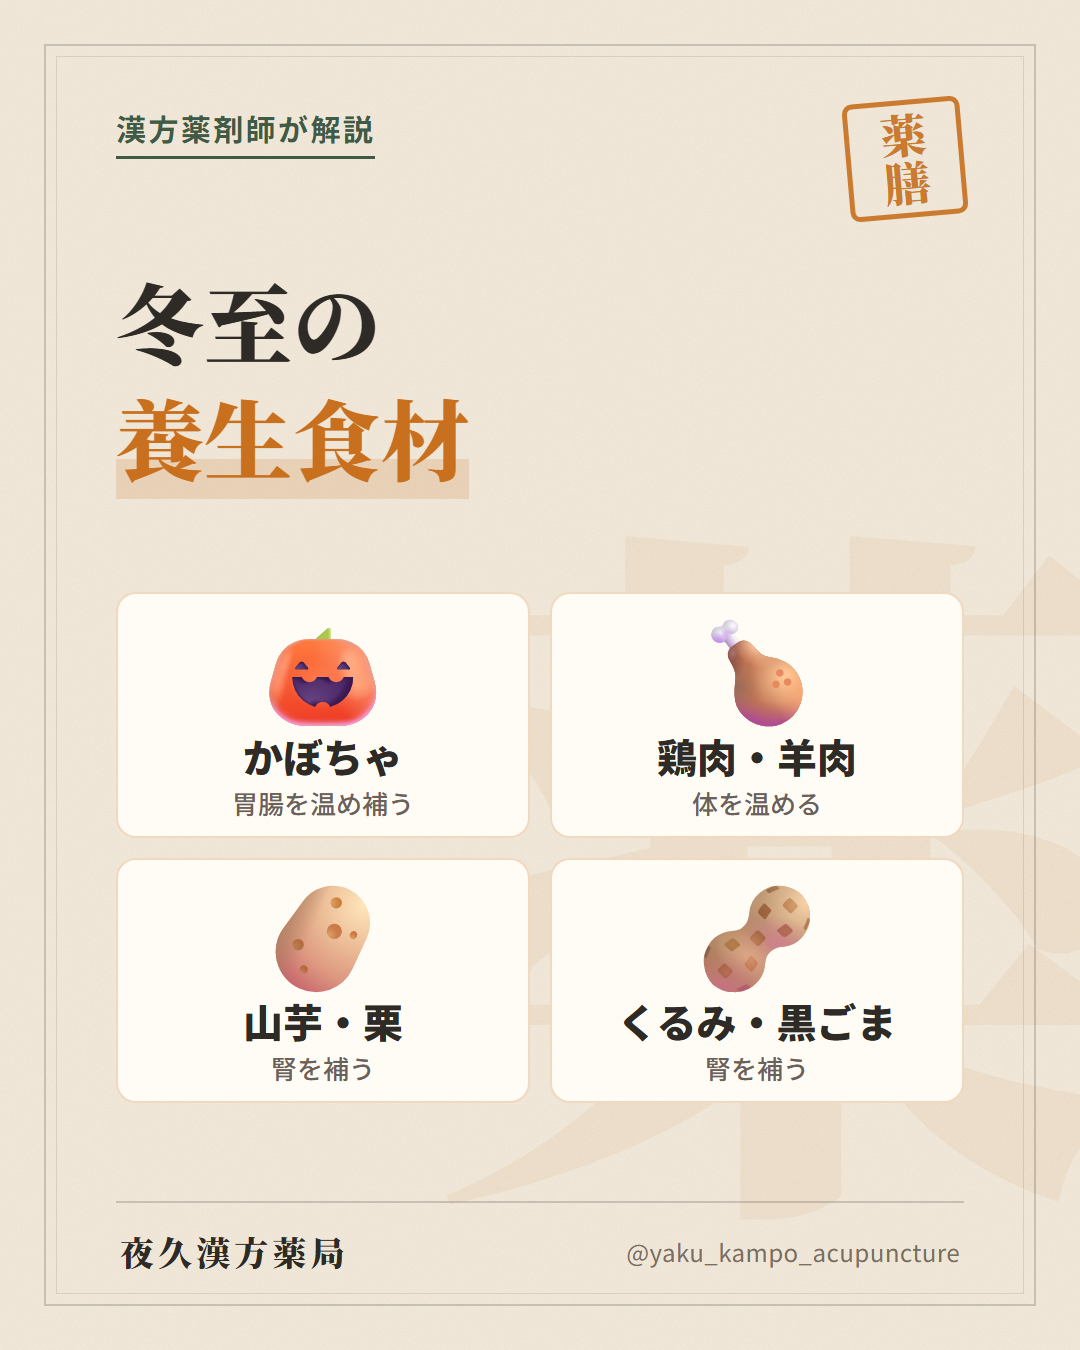 漢方薬剤師が解説
薬
膳
冬至の
養生食材
かぼちゃ
胃腸を温め補う
鶏肉・羊肉
体を温める
山芋・栗
腎を補う
くるみ・黒ごま
腎を補う
夜久漢方薬局
@yaku_kampo_acupuncture
薬